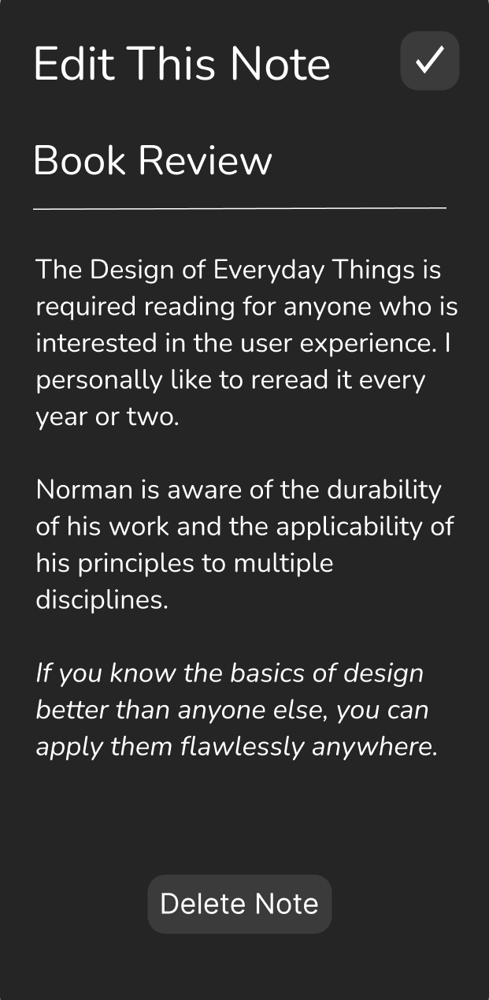 Edit This Note
Book Review
The Design of Everyday Things is
required reading for anyone who is
interested in the user experience. I
personally like to reread it every
year or two.
Norman is aware of the durability
of his work and the applicability of
his principles to multiple
disciplines.
If you know the basics of design
better than anyone else, you can
apply them flawlessly anywhere.
Delete Note